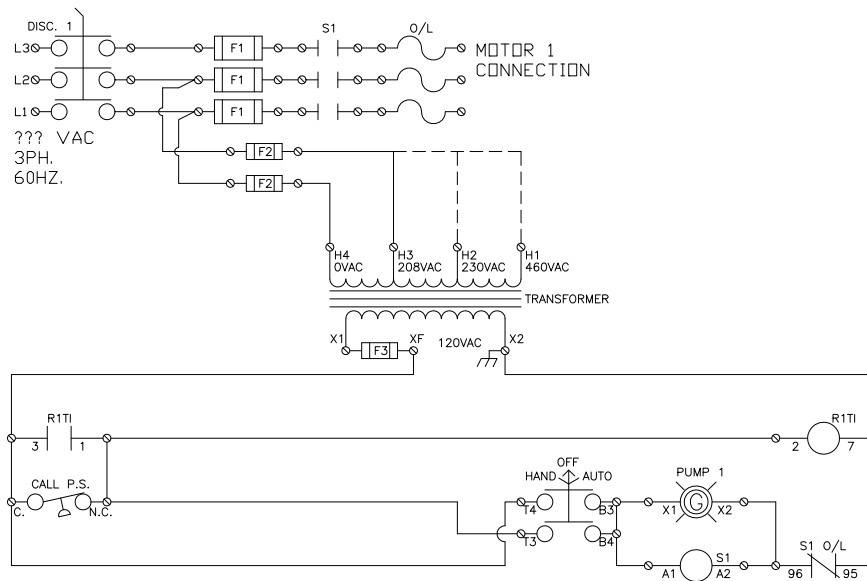 DISC. 1
S1
O/L
L3
F1
MOTOR 1
CONNECTION
L2
F1
L1
F1
??? VAC
3PH.
60HZ.
F2
F2
H4
0VAC
H3
208VAC
H2
230VAC
H1
460VAC
TRANSFORMER
X1
F3
XF
120VAC
X2
R1TI
3
1
R1TI
2
7
CALL P.S.
C.
N.C.
OFF
HAND
AUTO
T4
B3
T3
B4
PUMP 1
X1
G
X2
S1
A1
A2
S1 O/L
96
95